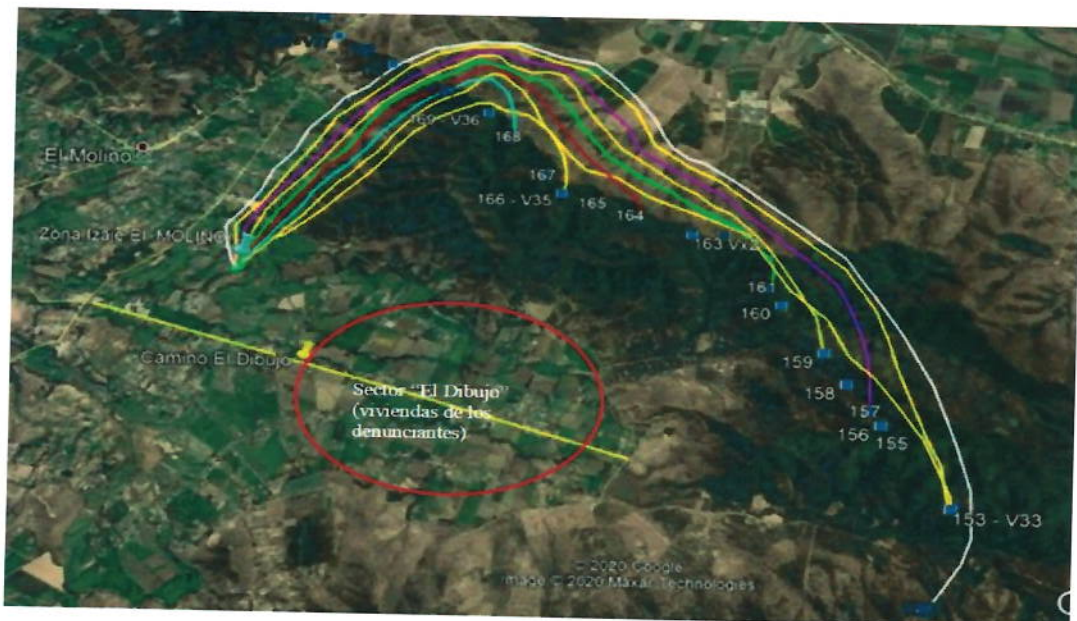 169 - V36
168
El Molino
167
166 - V35
165
164
Zona Izaje EL MOLINO
163 Vx2
161
160
Camino El Dibujo
159
Sector "El Dibujo"
(viviendas de los
denunciantes)
158
157
156
155
153 - V33
© 2020 Google
Image © 2020 Maxar Technologies